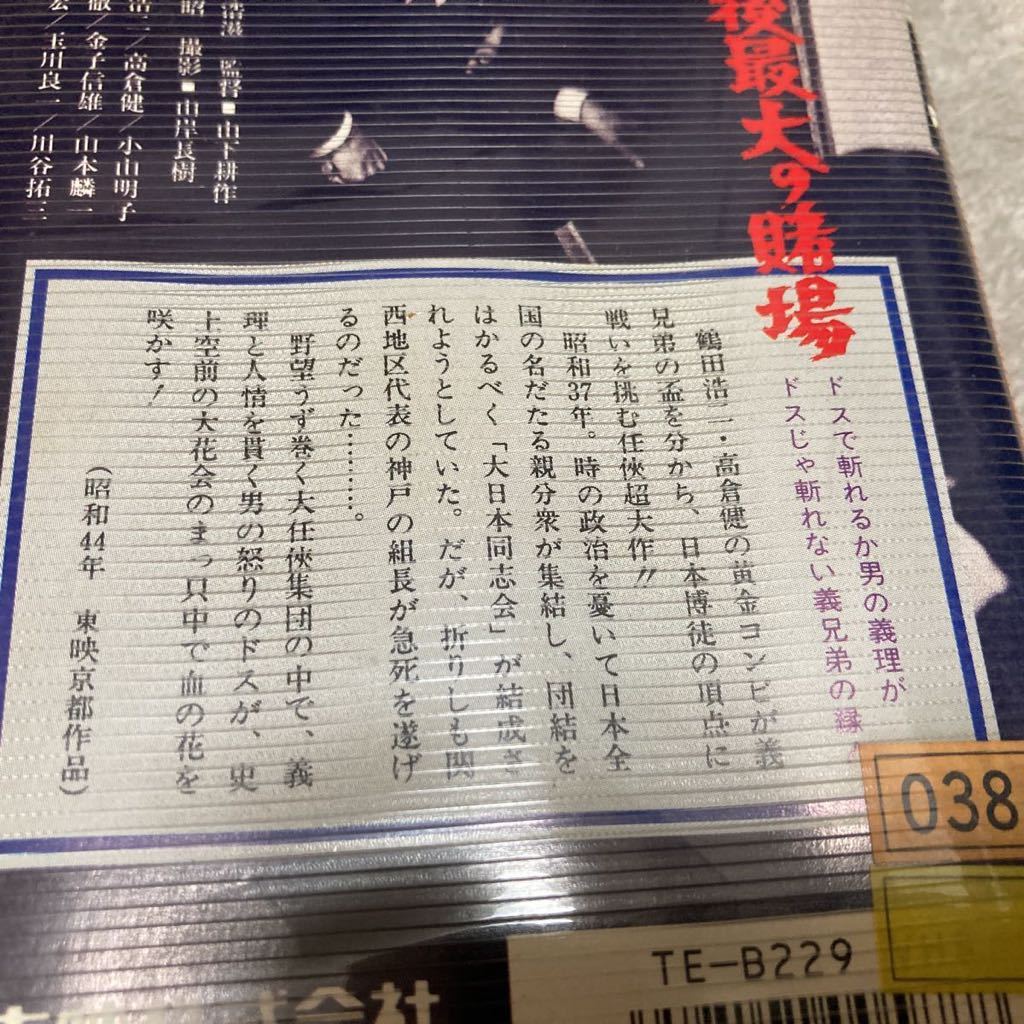 後最大の賭場
ドスで斬れるか男の義理が
ドスじゃ斬れない義兄弟の縁
鶴田浩二・高倉健の黄金コンビが義
兄弟の盃を分から、日本博徒の頂点に
戦いを挑む任侠超大作!!
昭和37年。時の政治を憂いて日本全
国の名だたる親分衆が集結し、団結を
はかるべく「大日本同志会」が結成さ
れようとしていた。だが、折りしも関
西地区代表の神戸の組長が急死を遂げ
るのだった…………。
野望うず巻く大任侠集団の中で、義
理と人情を貫く男の怒りのドスが、史
上空前の大花会のまっ只中で血の花を
咲かす!
(昭和44年 東映京都作品)
浩滋 監督■山下耕作
昭 撮影■山岸長樹
浩二/高倉健/小山明子
徹/金子信雄/山本麟一
宏/玉川良一/川谷拓三
038
TE-B229
式会社